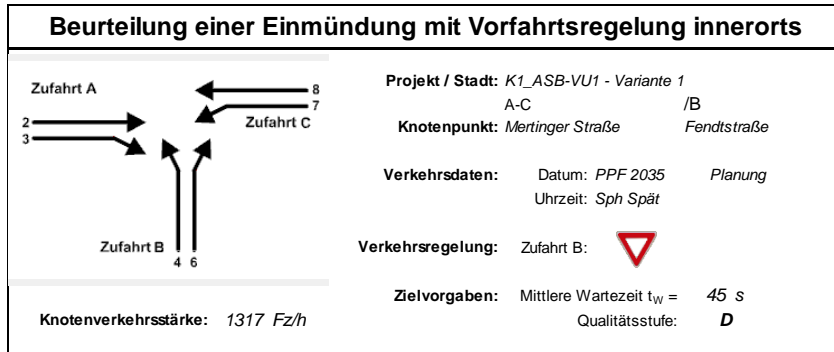 Beurteilung einer Einmündung mit Vorfahrtsregelung innerorts
Zufahrt A
8
7
Zufahrt C
2
3
Zufahrt B
4 6
Knotenverkehrsstärke: 1317 Fz/h
Projekt / Stadt: K1_ASB-VU1 - Variante 1
A-C /B
Knotenpunkt: Mertinger Straße Fendtstraße
Verkehrsdaten: Datum: PPF 2035 Planung
Uhrzeit: Sph Spät
Verkehrsregelung: Zufahrt B:
Zielvorgaben: Mittlere Wartezeit tW = 45 s
Qualitätsstufe: D